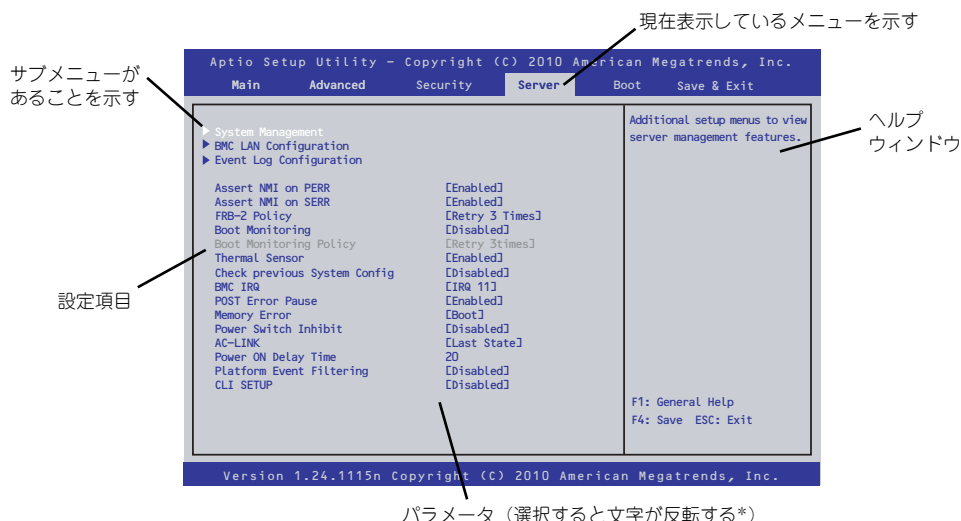 現在表示しているメニューを示す
サブメニューが
あることを示す
Aptio Setup Utility – Copyright (C) 2010 American Megatrends, Inc.
Main Advanced Security Server Boot Save & Exit
System Management
BMC LAN Configuration
Event Log Configuration
Additional setup menus to view
server management features.
ヘルプ
ウィンドウ
Assert NMI on PERR [Enabled]
Assert NMI on SERR [Enabled]
FRB-2 Policy [Retry 3 Times]
Boot Monitoring [Disabled]
Boot Monitoring Policy [Retry 3times]
Thermal Sensor [Enabled]
Check previous System Config [Disabled]
BMC IRQ [IRQ 11]
POST Error Pause [Enabled]
Memory Error [Boot]
Power Switch Inhibit [Disabled]
AC-LINK [Last State]
Power ON Delay Time 20
Platform Event Filtering [Disabled]
CLI SETUP [Disabled]
設定項目
F1: General Help
F4: Save ESC: Exit
Version 1.24.1115n Copyright (C) 2010 American Megatrends, Inc.
パラメータ（選択すると文字が反転する*）